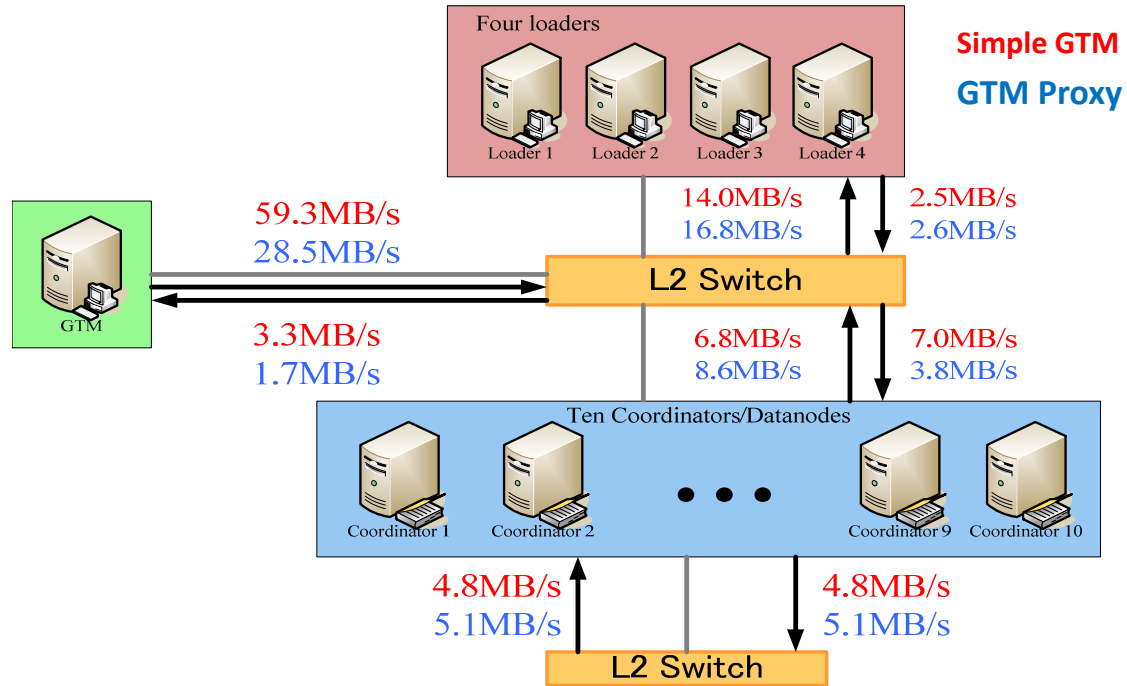 Four loaders
Simple GTM
GTM Proxy
Loader 1
Loader 2
Loader 3
Loader 4
59.3MB/s
28.5MB/s
14.0MB/s
16.8MB/s
2.5MB/s
2.6MB/s
L2 Switch
GTM
3.3MB/s
1.7MB/s
6.8MB/s
8.6MB/s
7.0MB/s
3.8MB/s
Ten Coordinators/Datanodes
Coordinator 1
Coordinator 2
Coordinator 9
Coordinator 10
4.8MB/s
5.1MB/s
4.8MB/s
5.1MB/s
L2 Switch